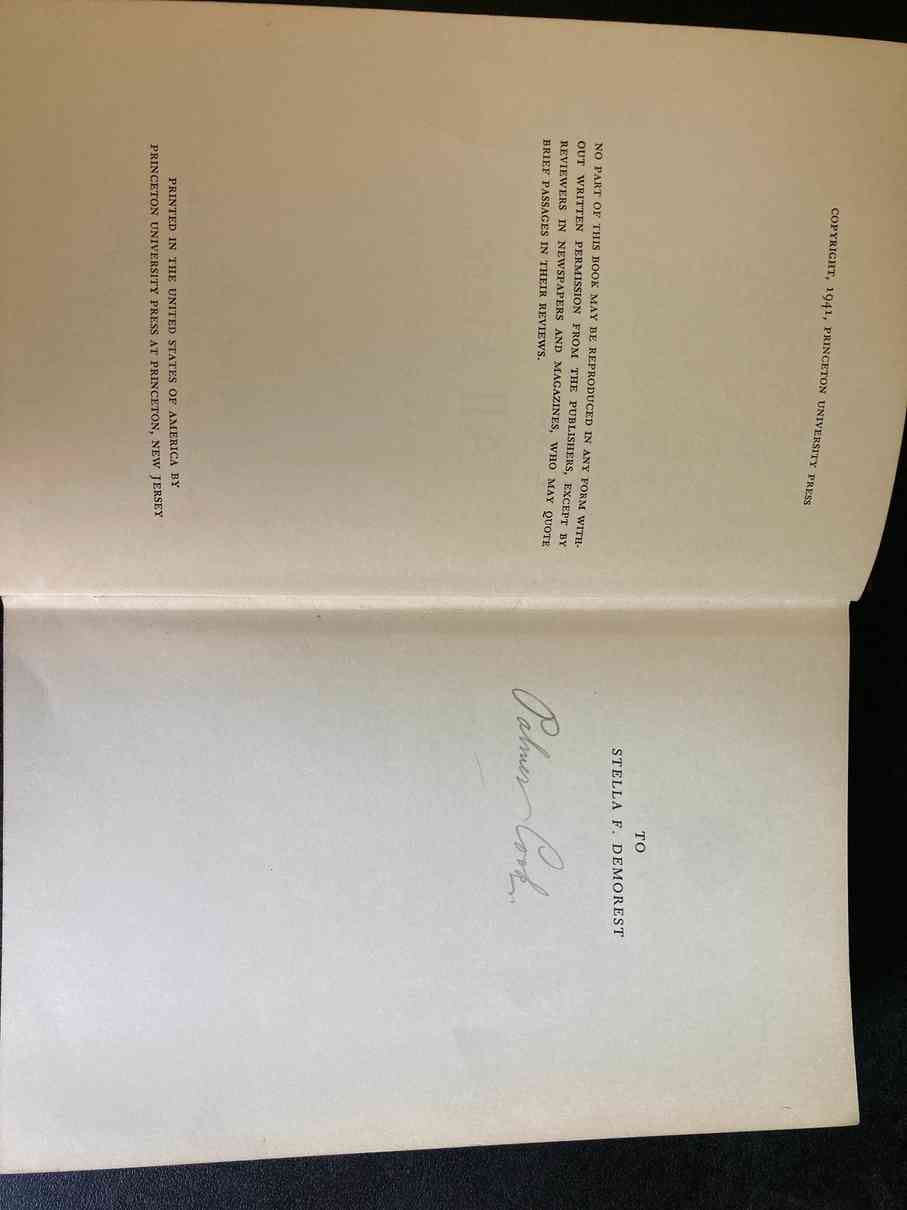 COPYRIGHT, 1941, PRINCETON UNIVERSITY PRESS
NO PART OF THIS BOOK MAY BE REPRODUCED IN ANY FORM WITH-
OUT WRITTEN PERMISSION FROM THE PUBLISHERS, EXCEPT BY
REVIEWERS IN NEWSPAPERS AND MAGAZINES, WHO MAY QUOTE
BRIEF PASSAGES IN THEIR REVIEWS.
PRINTED IN THE UNITED STATES OF AMERICA BY
PRINCETON UNIVERSITY PRESS AT PRINCETON, NEW JERSEY
TO
STELLA F. DEMOREST
Palmer Cook